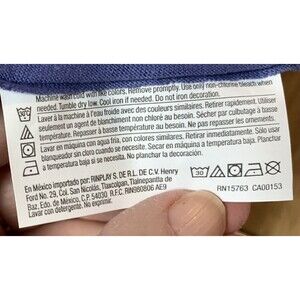 Machine wash cold with like colors. Remove promptly. Use only non-chlorine bleach when
needed. Tumble dry low. Cool iron if needed. Do not iron decoration.
Laver à la machine à l'eau froide avec des couleurs similaires. Retirer rapidement. Utiliser
seulement un agent de blanchiment non chloré au besoin. Sécher par culbutage à basse
température. Repasser à basse température au besoin. Ne pas repasser les ornements.
Lavar en máquina con agua fría, con colores similares. Retirar inmediatamente. Sólo usar
blanqueador sin cloro cuando sea necesario. Secar en máquina a temperatura baja. Planchar
a temperatura baja si se necesita. No planchar la decoración.
En México importado por: RINPLAY S. DE R.L. DE C.V. Henry
Ford No. 29, Col. San Nicolás, Tlaxcolpan, Tlalnepantla de
Baz, Edo. de México C.P. 54030 R.F.C. RIN980806 AE9
Lavar con detergente. No exprimir.
30
RN15763 CA00153